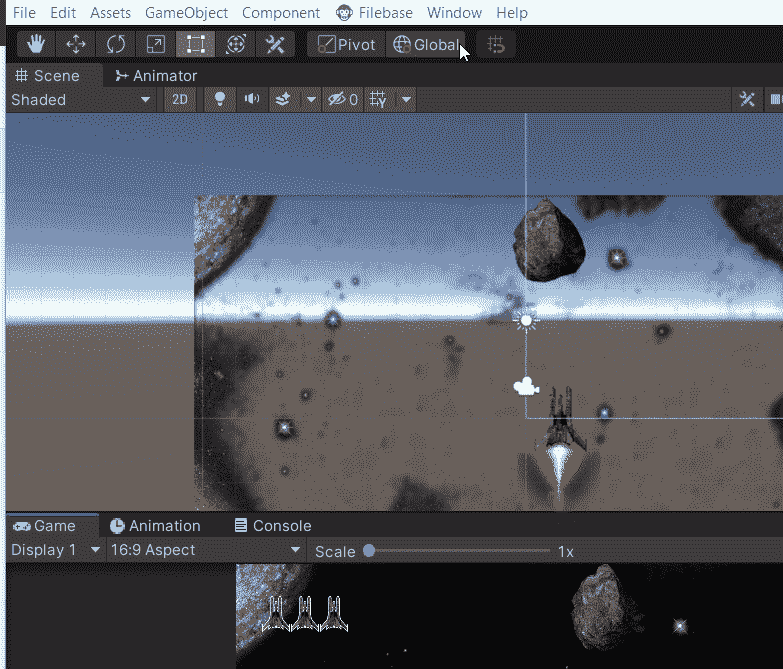 File Edit Assets GameObject Component Filebase Window Help
Pivot Global
Scene Animator
Shaded 2D 0
Game Animation Console
Display 1 16:9 Aspect Scale 1x